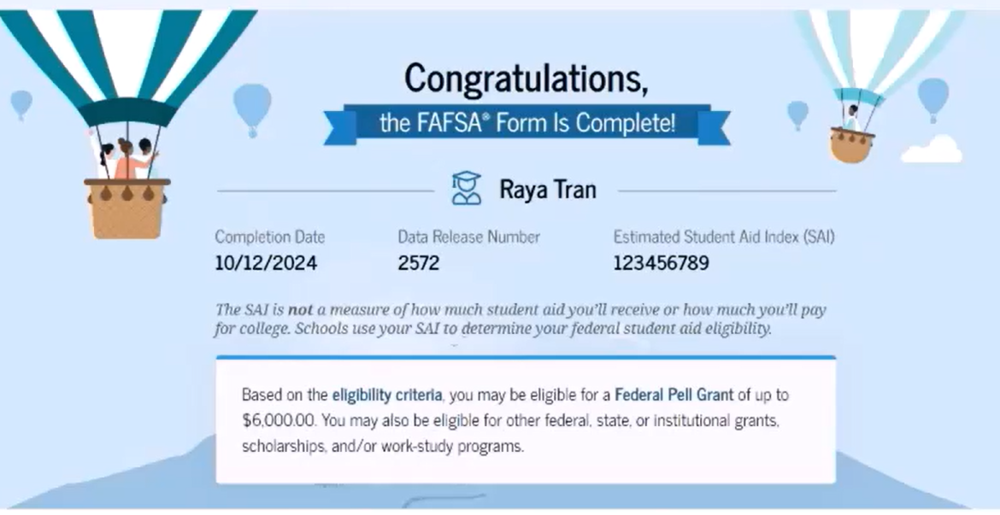 Congratulations,
the FAFSA® Form Is Complete!
Raya Tran
Completion Date
Data Release Number
Estimated Student Aid Index (SAI)
10/12/2024
2572
123456789
The SAI is not a measure of how much student aid you'll receive or how much you'll pay
for college. Schools use your SAI to determine your federal student aid eligibility.
Based on the eligibility criteria, you may be eligible for a Federal Pell Grant of up to
$6,000.00. You may also be eligible for other federal, state, or institutional grants,
scholarships, and/or work-study programs.